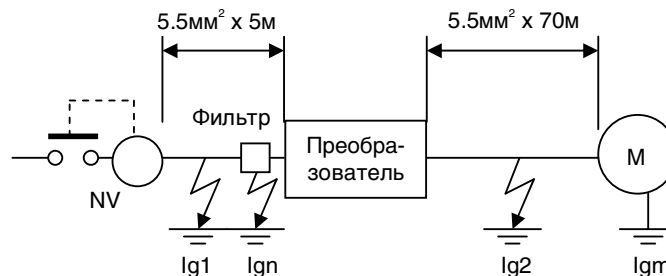 5.5мм² x 5м
5.5мм² x 70м
Фильтр
Преобра-
зователь
М
NV
Ig1
Ign
Ig2
Igm